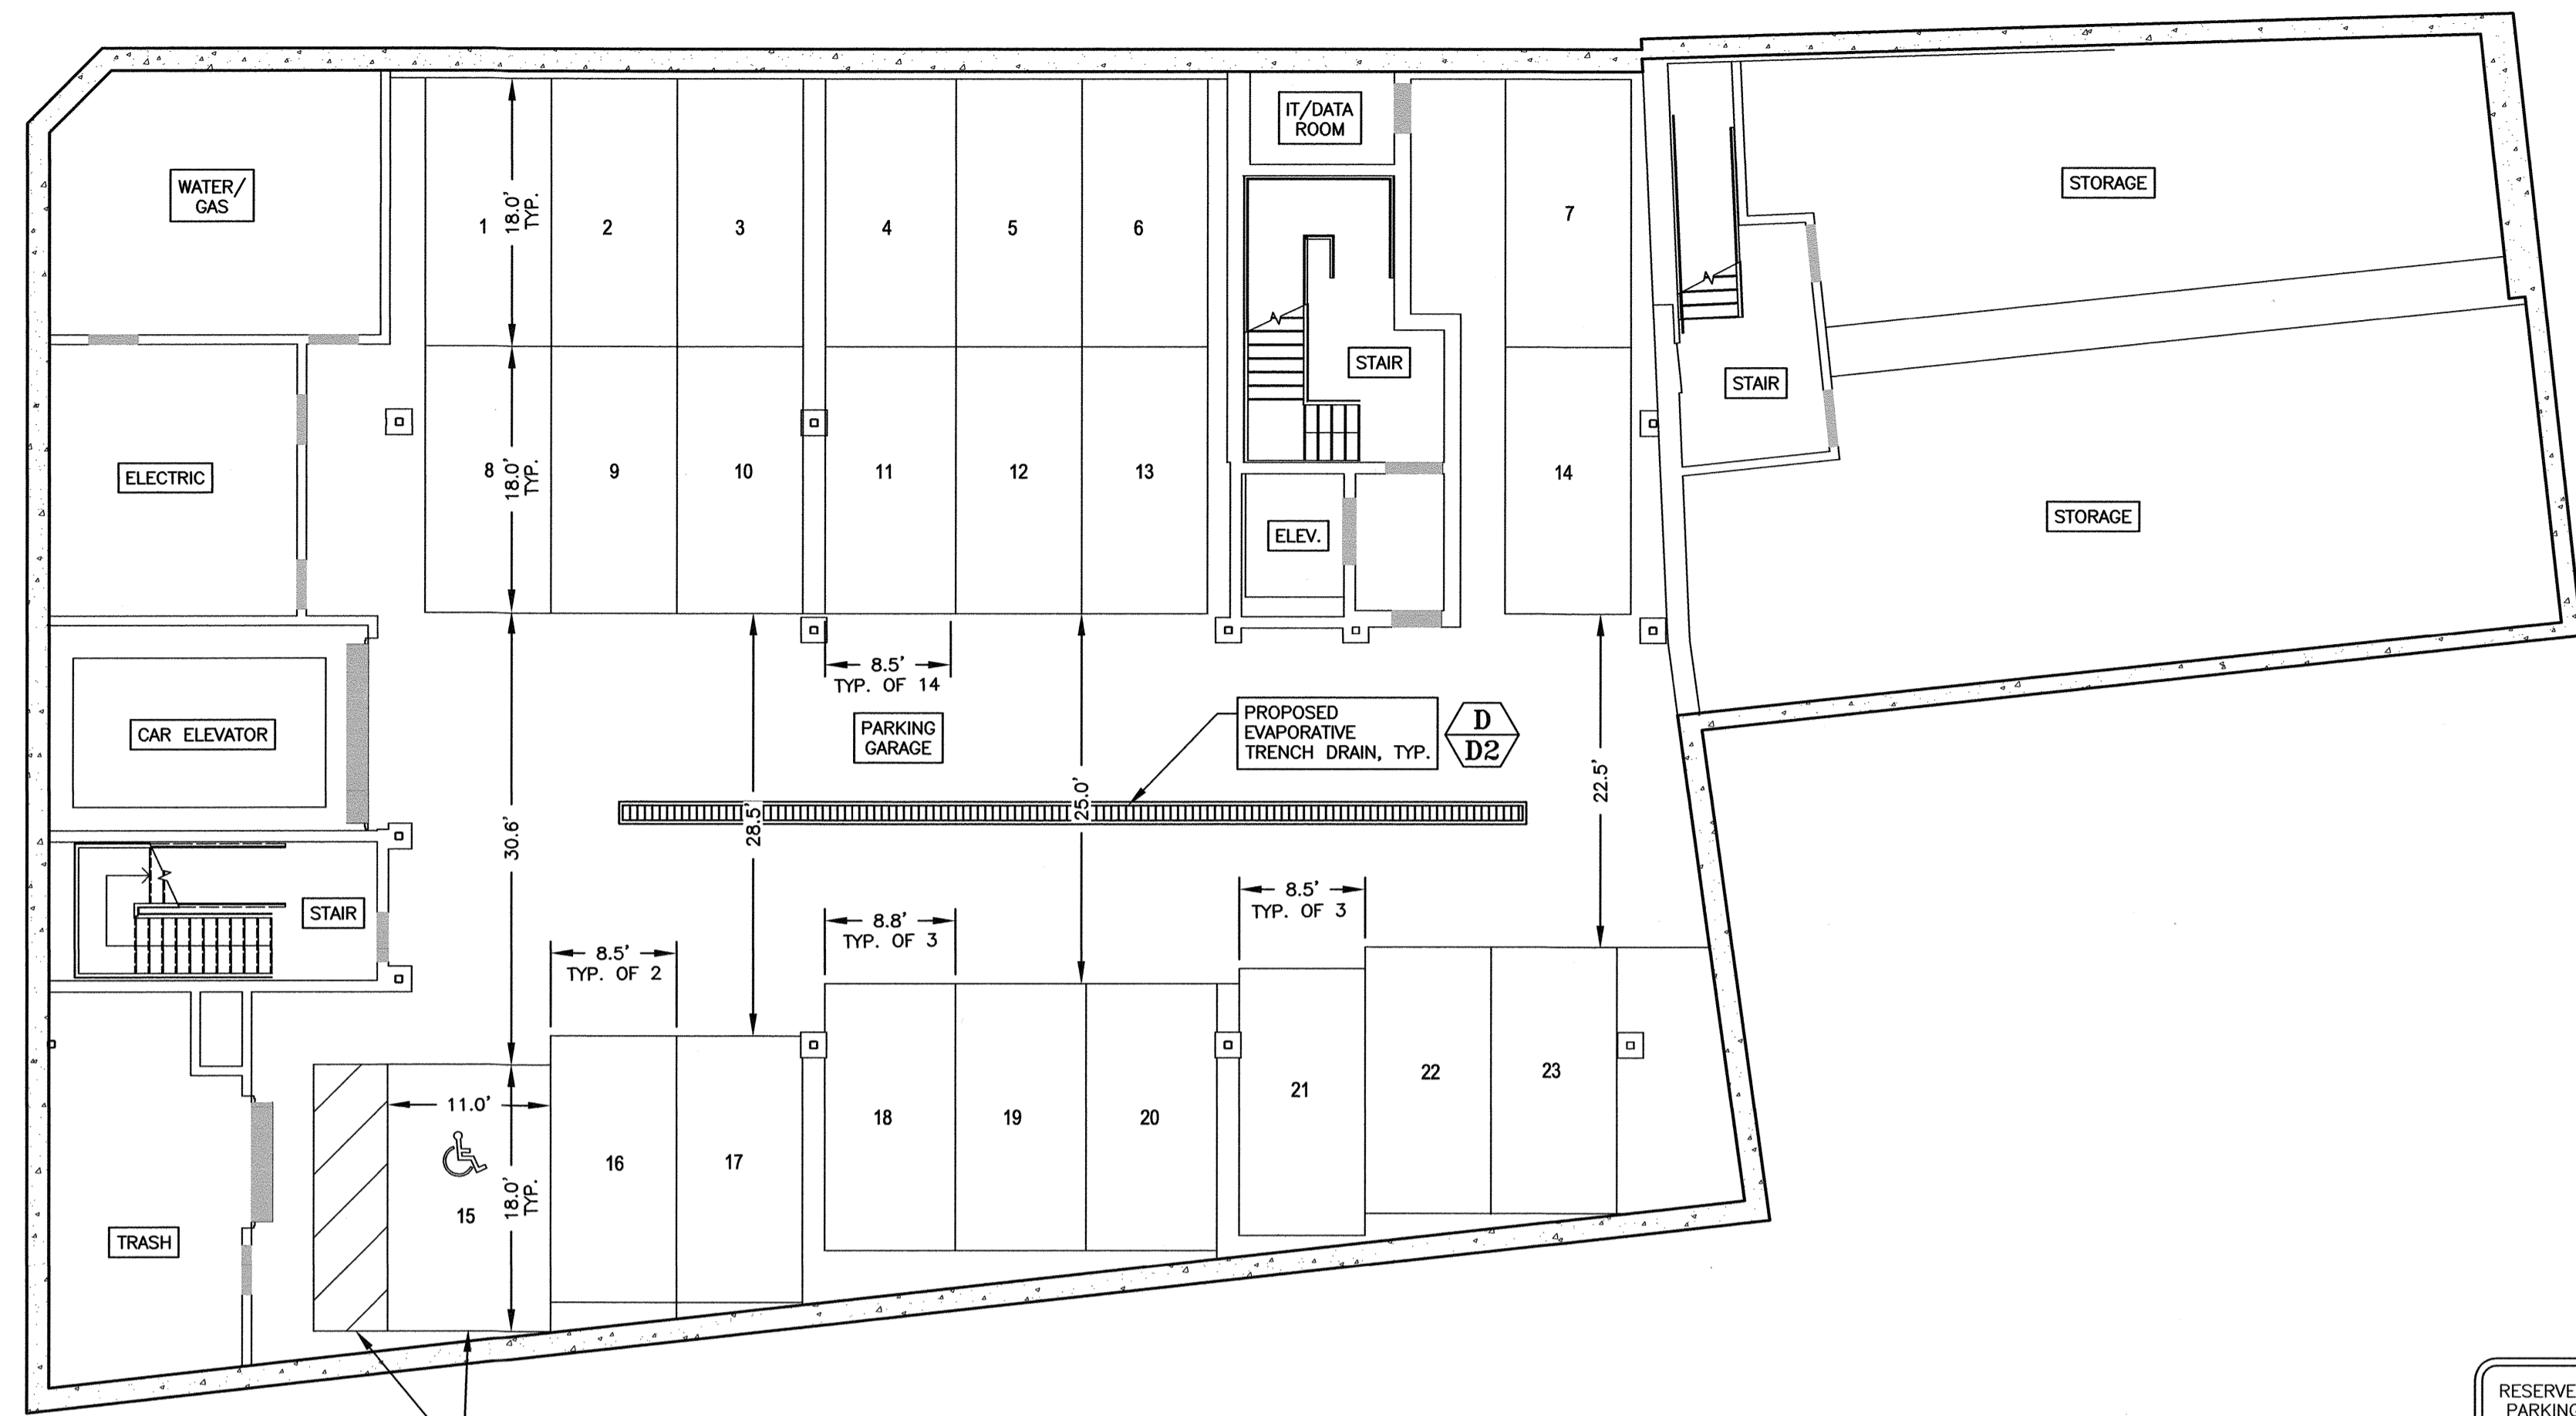 WATER/
GAS
1
18.0'
TYP.
2
3
4
5
6
IT/DATA
ROOM
7
STORAGE
STAIR
STAIR
ELECTRIC
8
18.0'
TYP.
9
10
11
12
13
14
ELEV.
STORAGE
8.5'
TYP. OF 14
CAR ELEVATOR
PARKING
GARAGE
PROPOSED
EVAPORATIVE
TRENCH DRAIN, TYP.
D
D2
30.6'
28.5'
25.0'
22.5'
STAIR
8.5'
TYP. OF 2
8.8'
TYP. OF 3
8.5'
TYP. OF 3
11.0'
15
18.0'
TYP.
16
17
18
19
20
21
22
23
TRASH
RESERVE
PARKING